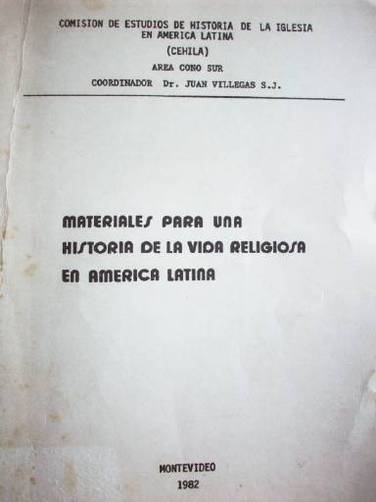 COMISION DE ESTUDIOS DE HISTORIA DE LA IGLESIA
EN AMERICA LATINA
(CEHILA)
AREA CONO SUR
COORDINADOR Dr. JUAN VILLEGAS S.J.
MATERIALES PARA UNA
HISTORIA DE LA VIDA RELIGIOSA
EN AMERICA LATINA
MONTEVIDEO
1982